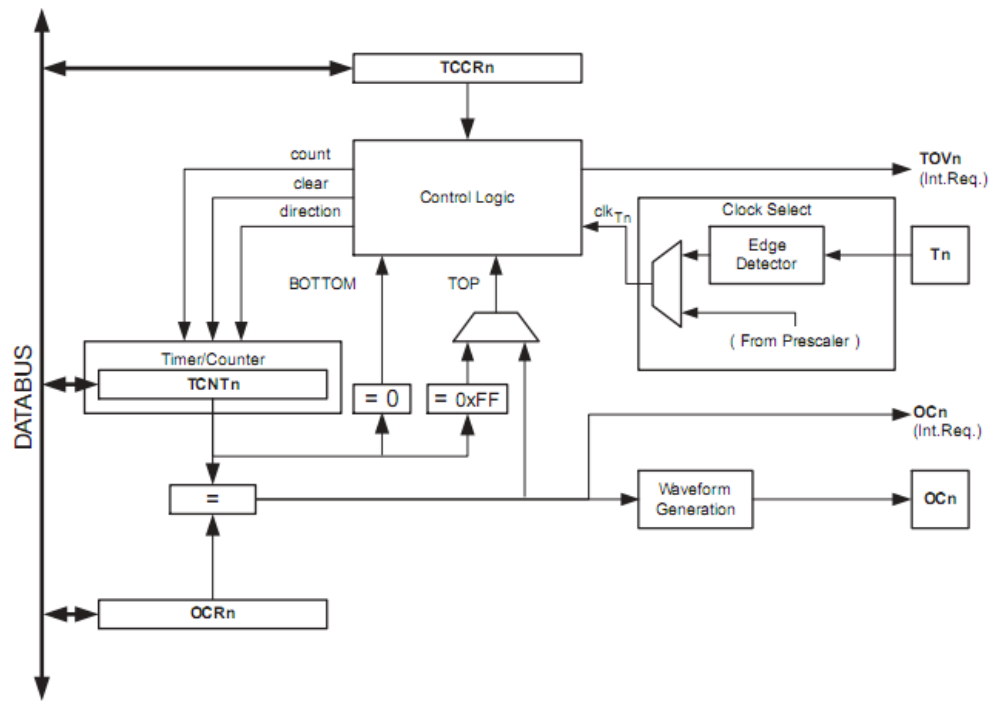 TCCRn
count
clear
direction
Control Logic
TOVn
(Int.Req.)
clkTn
Clock Select
Edge
Detector
Tn
( From Prescaler )
BOTTOM
TOP
DATABUS
Timer/Counter
TCNTn
= 0
= 0xFF
OCn
(Int.Req.)
=
Waveform
Generation
OCn
OCRn